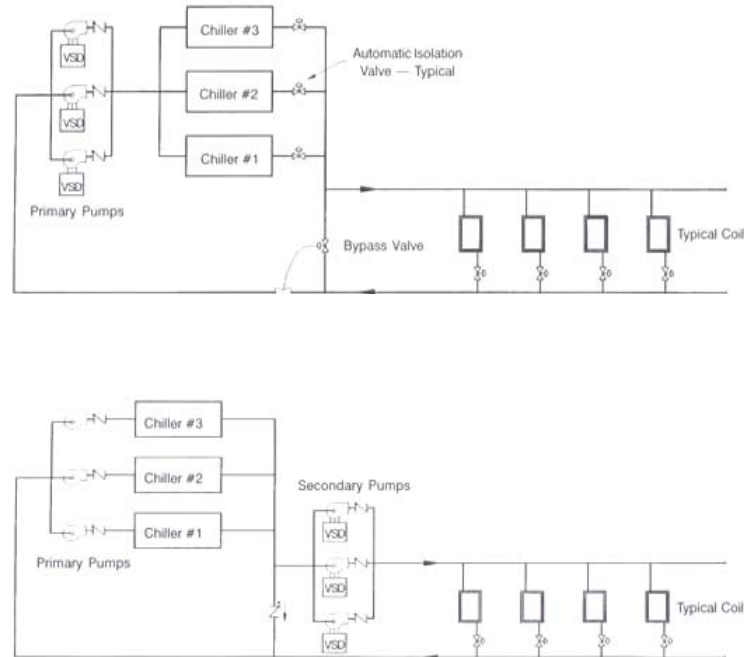 Chiller #3
VSD
Automatic Isolation
Valve — Typical
Chiller #2
VSD
Chiller #1
VSD
Primary Pumps
Typical Coil
Bypass Valve
Chiller #3
Chiller #2
Secondary Pumps
Chiller #1
VSD
Primary Pumps
VSD
Typical Coil
VSD